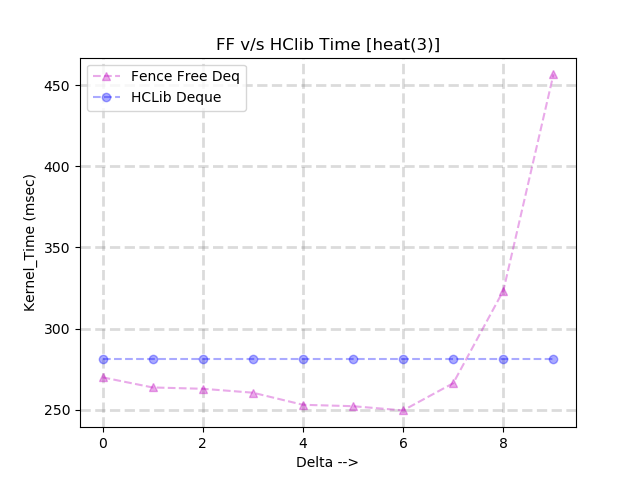 FF v/s HClib Time [heat(3)]
Fence Free Deq
HCLib Deque
450
400
350
300
250
Kernel_Time (msec)
0 2 4 6 8
Delta -->